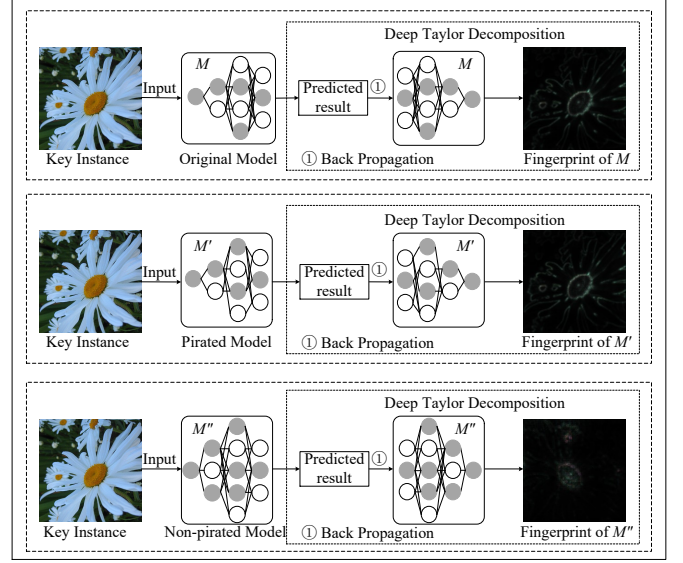 Deep Taylor Decomposition
Input
M
Predicted
result
①
M
Key Instance
Original Model
① Back Propagation
Fingerprint of M
Deep Taylor Decomposition
Input
M′
Predicted
result
①
M′
Key Instance
Pirated Model
① Back Propagation
Fingerprint of M′
Deep Taylor Decomposition
Input
M″
Predicted
result
①
M″
Key Instance
Non-pirated Model
① Back Propagation
Fingerprint of M″